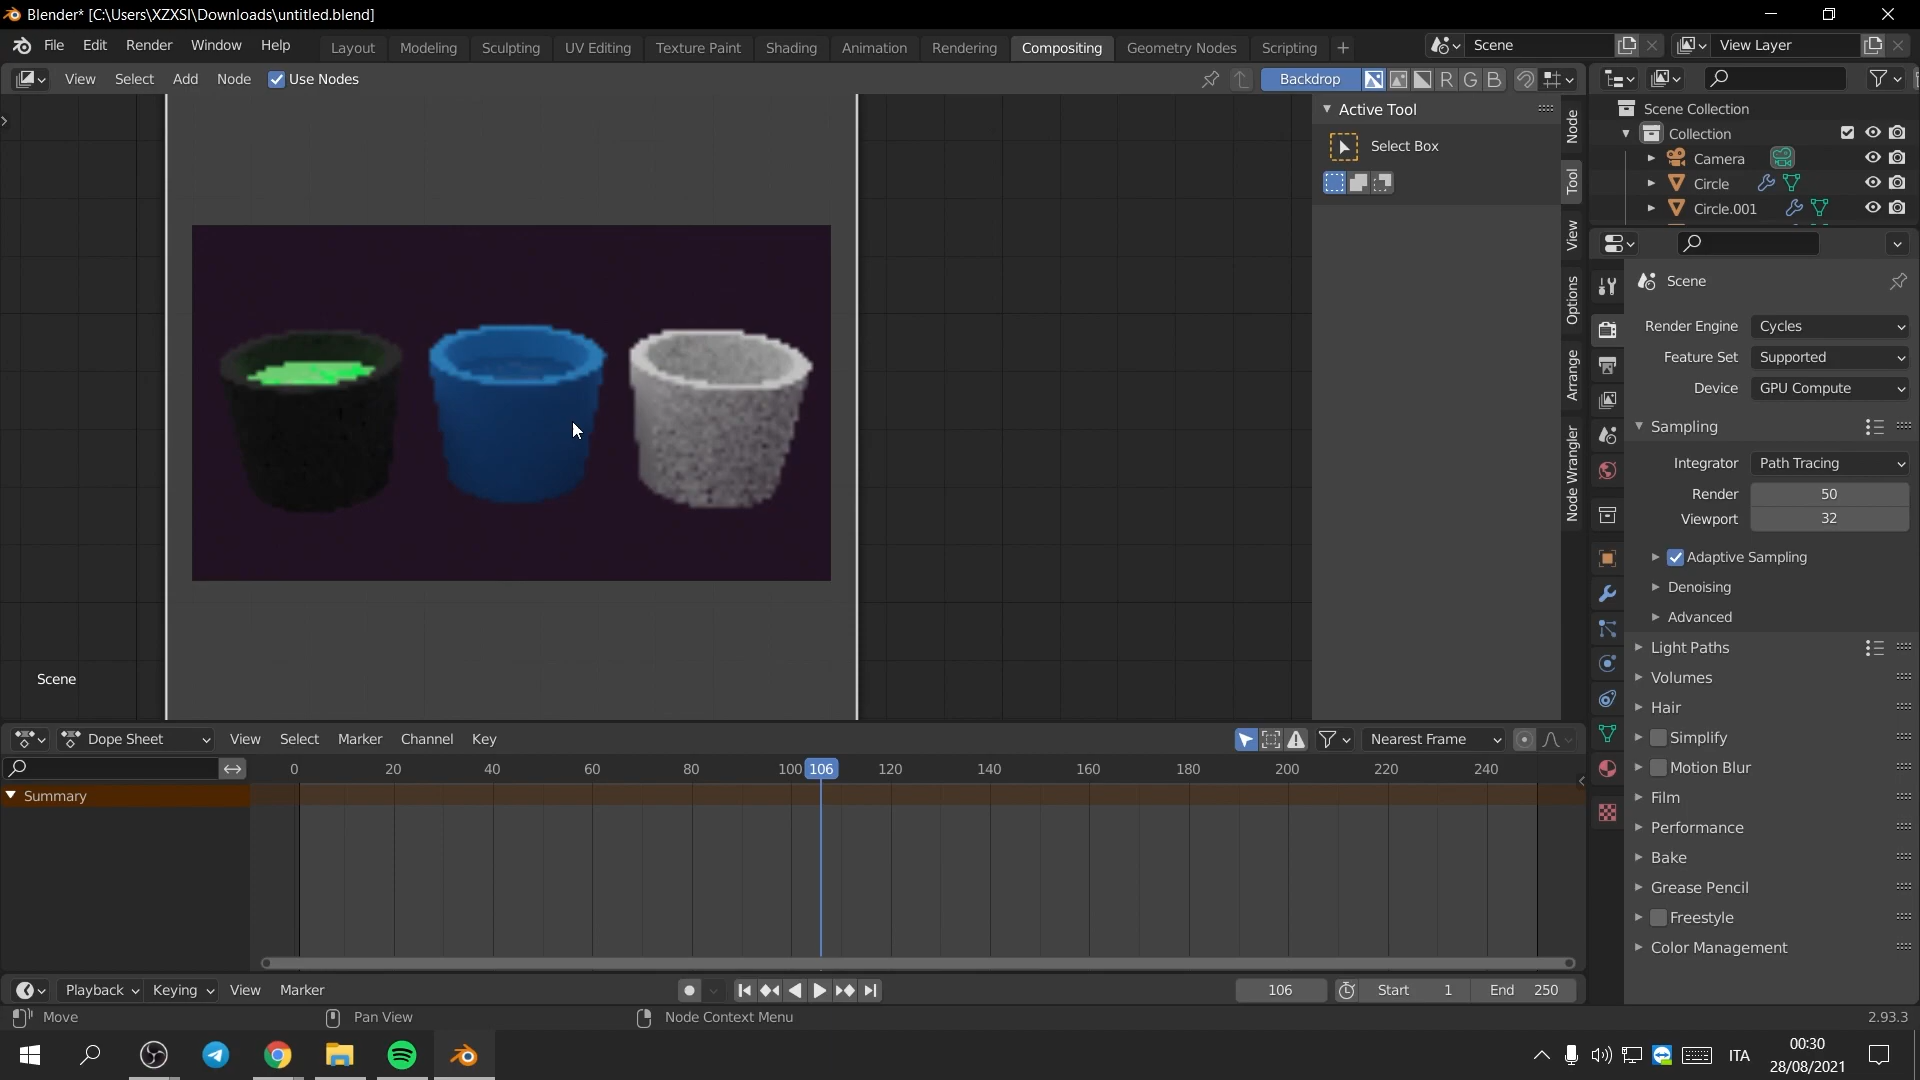 Blender* [C:\Users\XZXSI\Downloads\untitled.blend]
File Edit Render Window Help Layout Modeling Sculpting UV Editing Texture Paint Shading Animation Rendering Compositing Geometry Nodes Scripting + Scene View Layer
View Select Add Node Use Nodes Backdrop R G B
Active Tool
Select Box
Node
Tool
View
Options
Arrange
Node Wrangler
Scene Collection
Collection
Camera
Circle
Circle.001
Scene
Render Engine Cycles
Feature Set Supported
Device GPU Compute
Sampling
Integrator Path Tracing
Render 50
Viewport 32
Adaptive Sampling
Denoising
Advanced
Light Paths
Volumes
Hair
Simplify
Motion Blur
Film
Performance
Bake
Grease Pencil
Freestyle
Color Management
Scene
Dope Sheet View Select Marker Channel Key Nearest Frame
0 20 40 60 80 100 106 120 140 160 180 200 220 240
Summary
Playback Keying View Marker 106 Start 1 End 250
Move Pan View Node Context Menu 2.93.3
ITA 00:30
28/08/2021